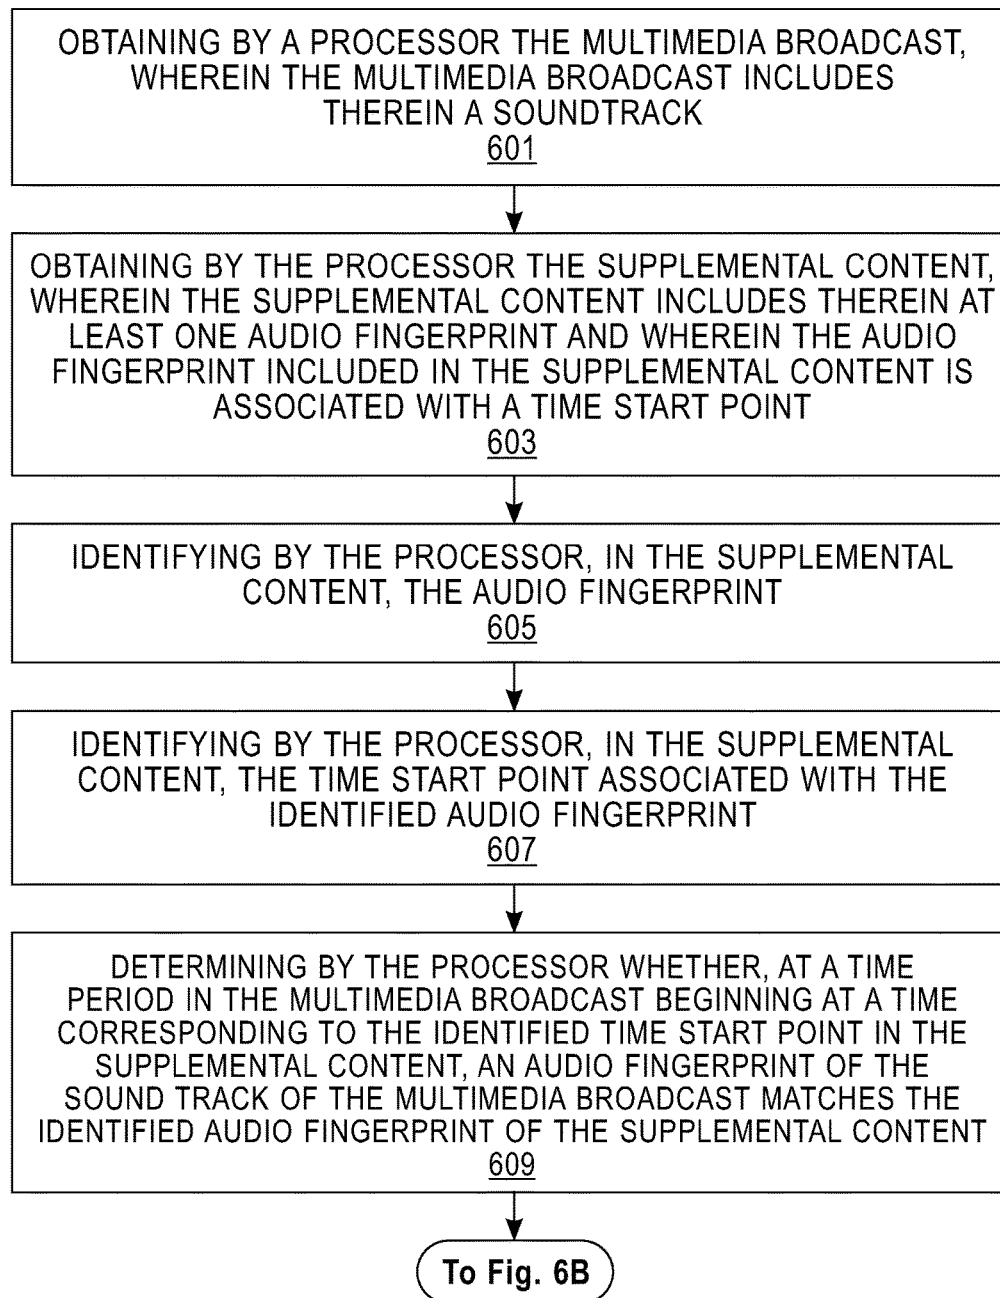 OBTAINING BY A PROCESSOR THE MULTIMEDIA BROADCAST,
WHEREIN THE MULTIMEDIA BROADCAST INCLUDES
THEREIN A SOUNDTRACK
601
OBTAINING BY THE PROCESSOR THE SUPPLEMENTAL CONTENT,
WHEREIN THE SUPPLEMENTAL CONTENT INCLUDES THEREIN AT
LEAST ONE AUDIO FINGERPRINT AND WHEREIN THE AUDIO
FINGERPRINT INCLUDED IN THE SUPPLEMENTAL CONTENT IS
ASSOCIATED WITH A TIME START POINT
603
IDENTIFYING BY THE PROCESSOR, IN THE SUPPLEMENTAL
CONTENT, THE AUDIO FINGERPRINT
605
IDENTIFYING BY THE PROCESSOR, IN THE SUPPLEMENTAL
CONTENT, THE TIME START POINT ASSOCIATED WITH THE
IDENTIFIED AUDIO FINGERPRINT
607
DETERMINING BY THE PROCESSOR WHETHER, AT A TIME
PERIOD IN THE MULTIMEDIA BROADCAST BEGINNING AT A TIME
CORRESPONDING TO THE IDENTIFIED TIME START POINT IN THE
SUPPLEMENTAL CONTENT, AN AUDIO FINGERPRINT OF THE
SOUND TRACK OF THE MULTIMEDIA BROADCAST MATCHES THE
IDENTIFIED AUDIO FINGERPRINT OF THE SUPPLEMENTAL CONTENT
609
To Fig. 6B